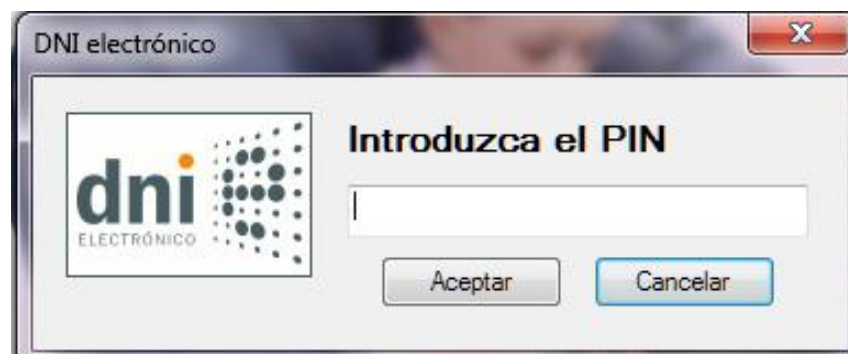 DNI electrónico
Introduzca el PIN
dni
ELECTRÓNICO
Aceptar
Cancelar